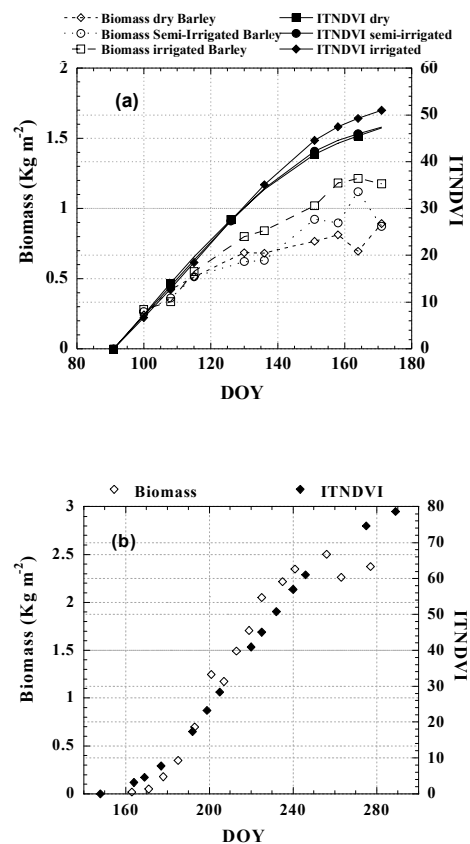 Biomass dry Barley ITNDVI dry
Biomass Semi-Irrigated Barley ITNDVI semi-irrigated
Biomass irrigated Barley ITNDVI irrigated
2 60
(a)
50
1.5
40
Biomass (Kg m-2)
1 30 ITNDVI
20
0.5
10
0 0
80 100 120 140 160 180
DOY
Biomass ITNDVI
3 80
(b)
70
2.5
60
2
50
Biomass (Kg m-2)
1.5 40 ITNDVI
30
1
20
0.5
10
0 0
160 200 240 280
DOY